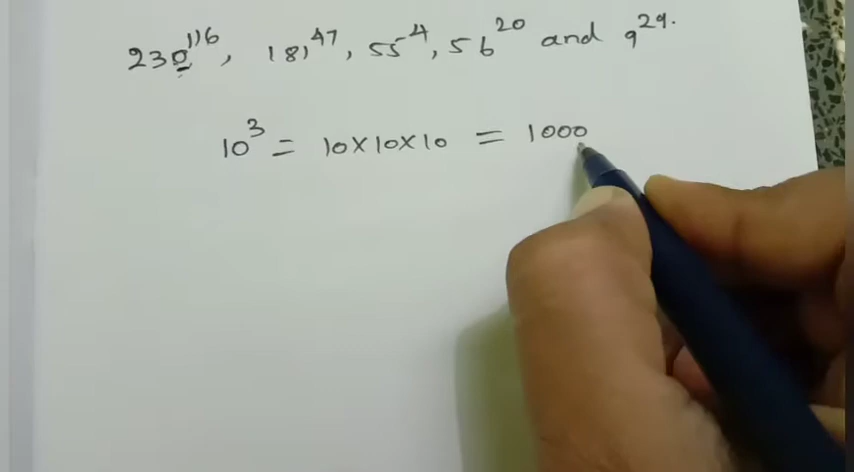 230^116, 181^47, 55^4, 56^20 and 9^29.
10^3 = 10×10×10 = 1000